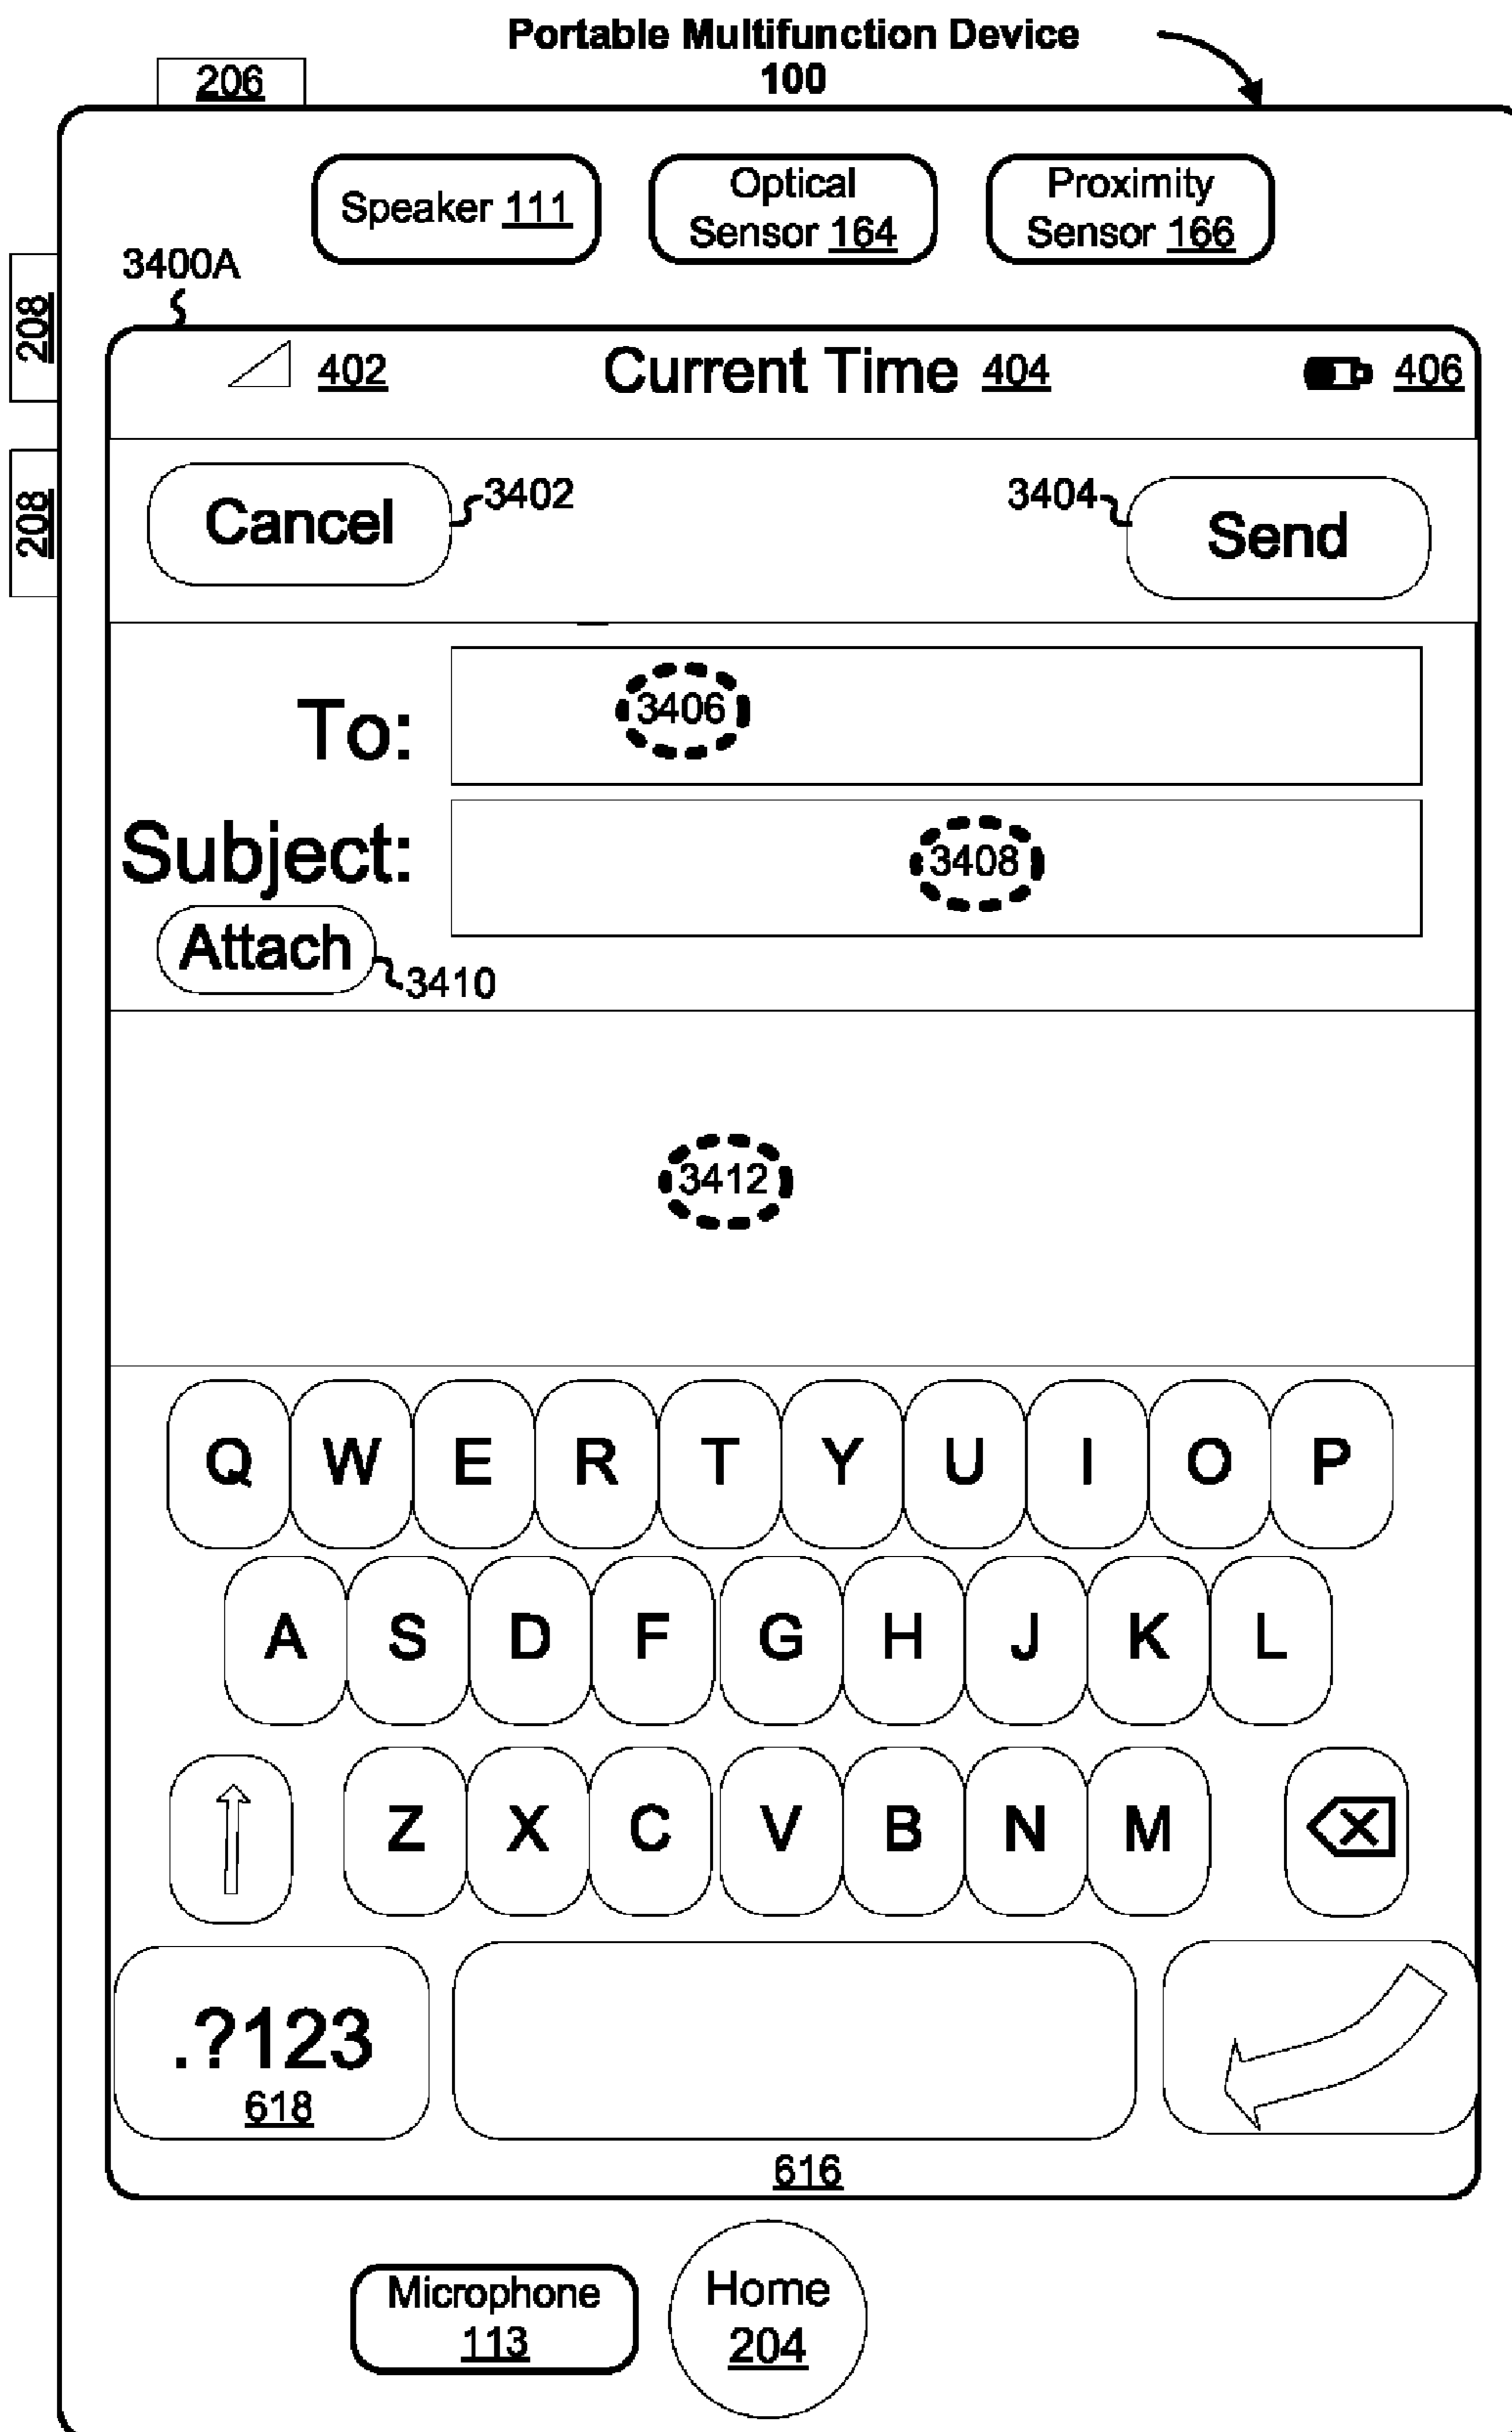 Portable Multifunction Device
100
206
Speaker 111
Optical
Sensor 164
Proximity
Sensor 166
3400A
208
402
Current Time 404
406
208
Cancel
3402
3404
Send
To:
3406
Subject:
3408
Attach
3410
3412
Q W E R T Y U I O P
A S D F G H J K L
Z X C V B N M
.?123
618
616
Microphone
113
Home
204